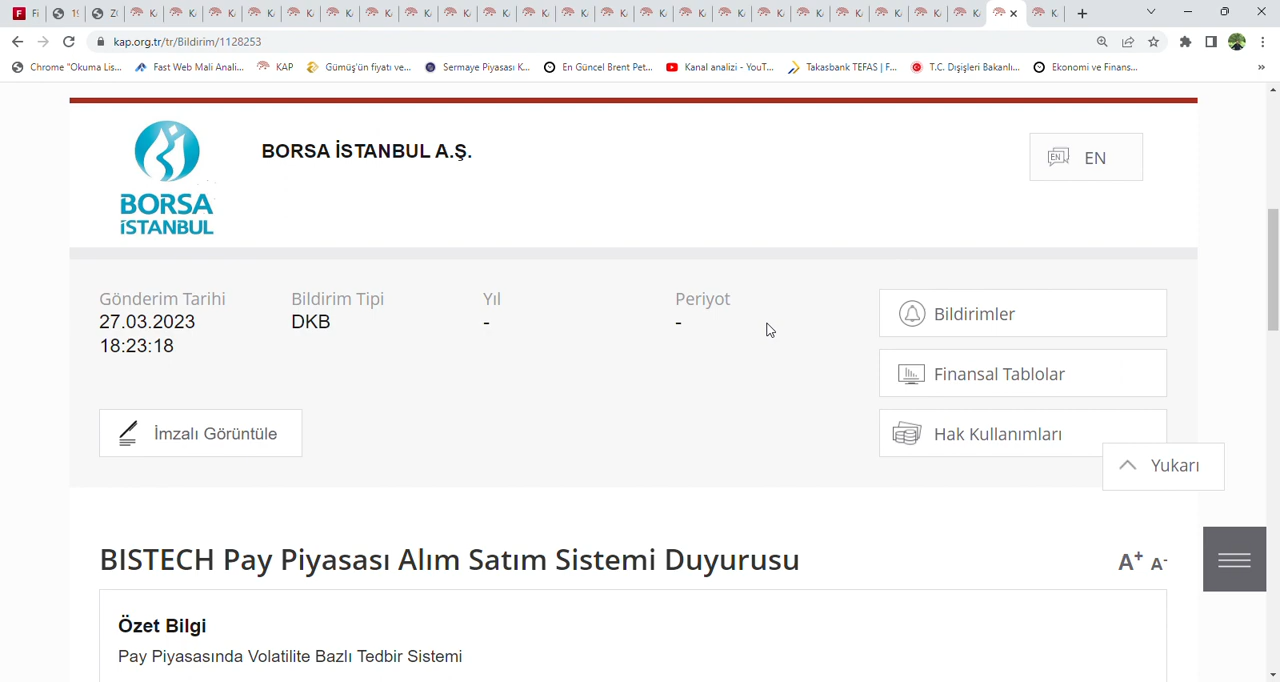 kap.org.tr/tr/Bildirim/1128253
Chrome "Okuma Lis... Fast Web Mali Anali... KAP Gümüş'ün fiyatı ve... Sermaye Piyasası K... En Güncel Brent Pet... Kanal analizi - YouT... Takasbank TEFAS | F... T.C. Dışişleri Bakanlı... Ekonomi ve Finans... »
BORSA İSTANBUL A.Ş.
EN EN
BORSA
İSTANBUL
Gönderim Tarihi Bildirim Tipi Yıl Periyot
27.03.2023 DKB - -
18:23:18
Bildirimler
Finansal Tablolar
İmzalı Görüntüle
Hak Kullanımları
Yukarı
BISTECH Pay Piyasası Alım Satım Sistemi Duyurusu
A+ A-
Özet Bilgi
Pay Piyasasında Volatilite Bazlı Tedbir Sistemi